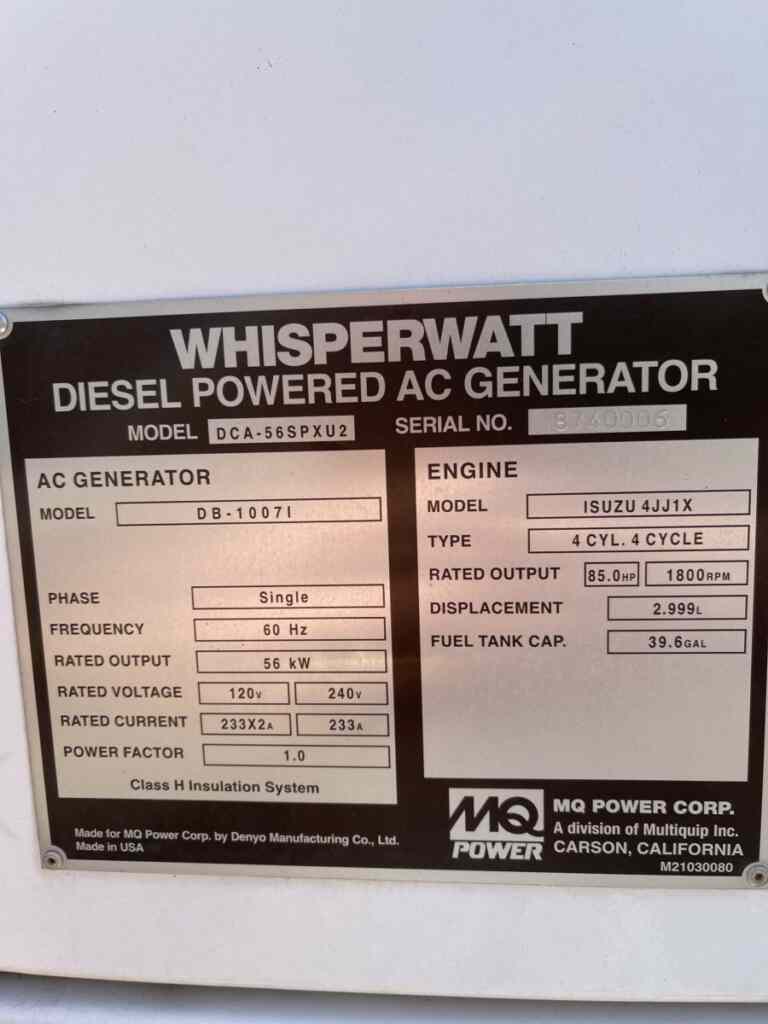 WHISPERWATT
DIESEL POWERED AC GENERATOR
MODEL DCA-56SPXU2 SERIAL NO. 8740006
AC GENERATOR
MODEL DB-1007I
PHASE Single
FREQUENCY 60 Hz
RATED OUTPUT 56 kW
RATED VOLTAGE 120V 240V
RATED CURRENT 233X2A 233A
POWER FACTOR 1.0
Class H Insulation System
ENGINE
MODEL ISUZU 4JJ1X
TYPE 4 CYL. 4 CYCLE
RATED OUTPUT 85.0HP 1800RPM
DISPLACEMENT 2.999L
FUEL TANK CAP. 39.6GAL
Made for MQ Power Corp. by Denyo Manufacturing Co., Ltd.
Made in USA
MQ
POWER
MQ POWER CORP.
A division of Multiquip Inc.
CARSON, CALIFORNIA
M21030080